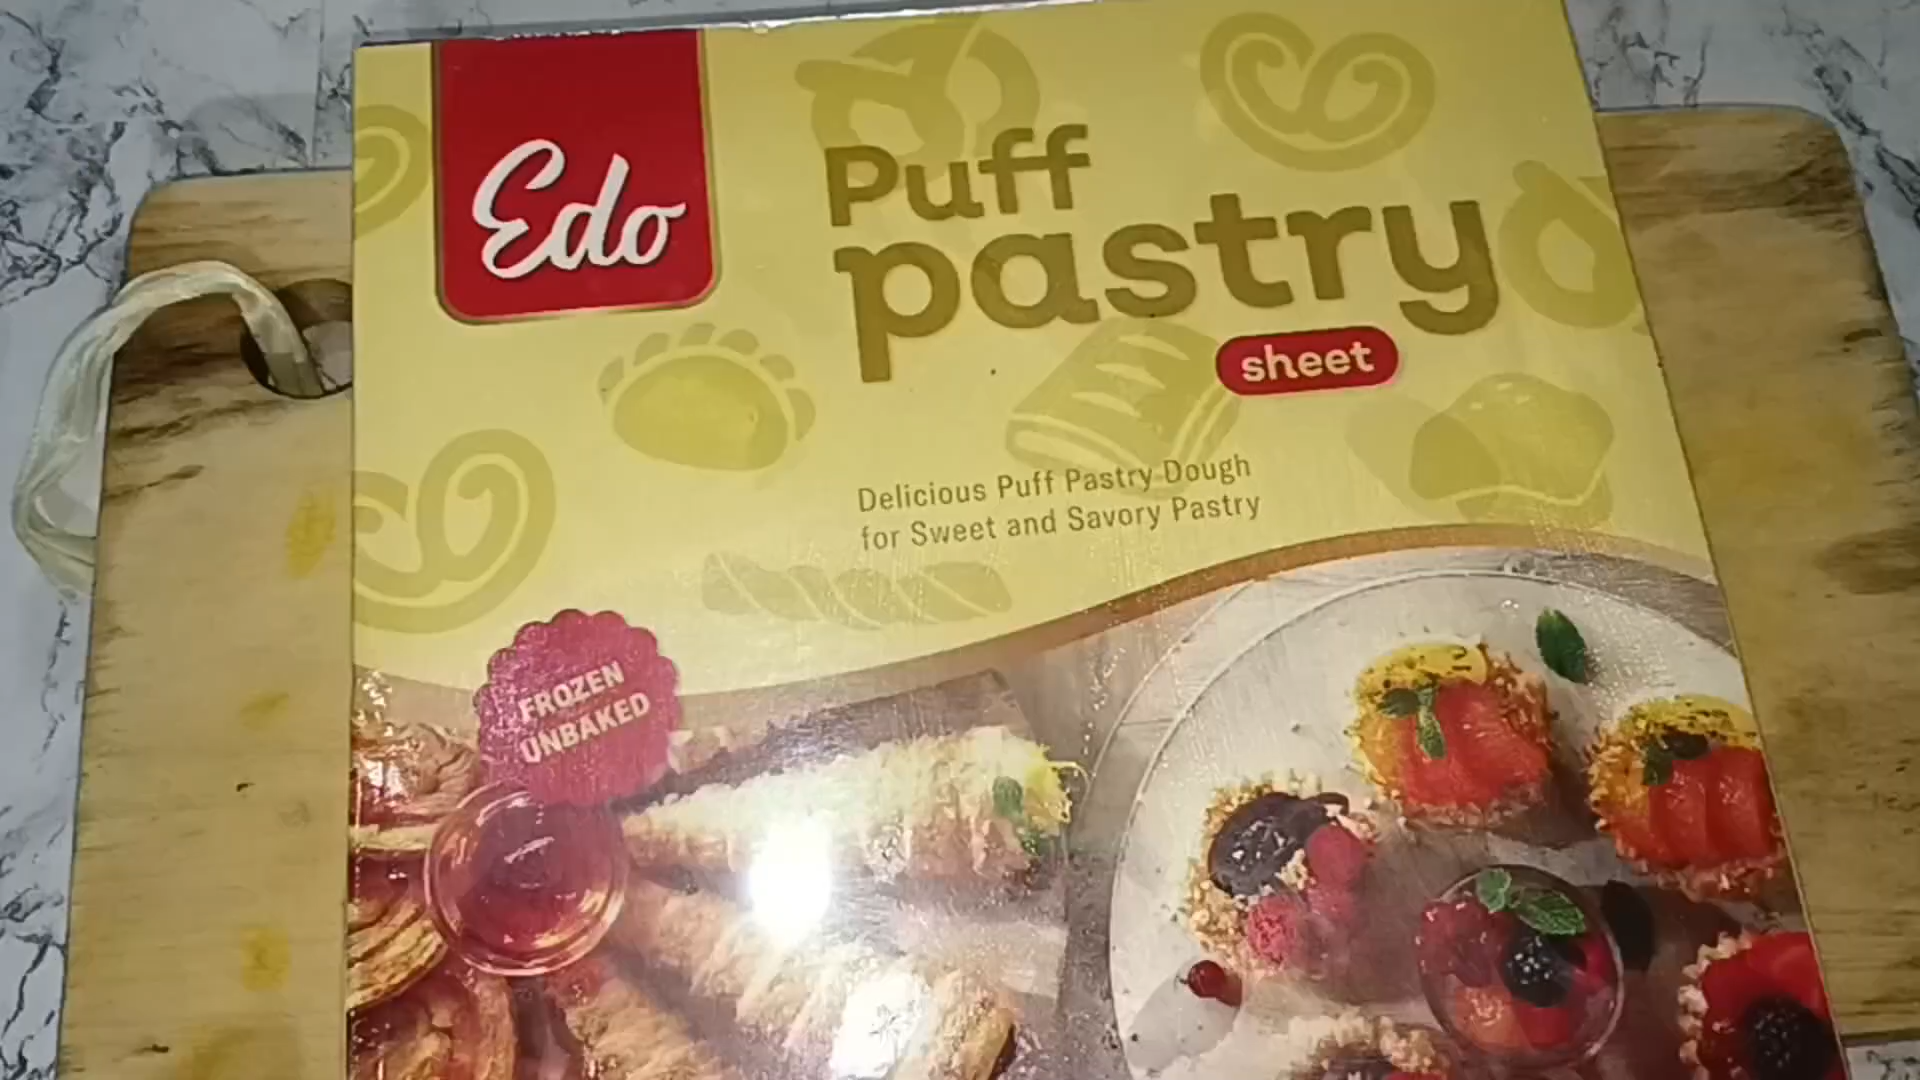 Edo
Puff
pastry
sheet
Delicious Puff Pastry Dough
for Sweet and Savory Pastry
FROZEN
UNBAKED